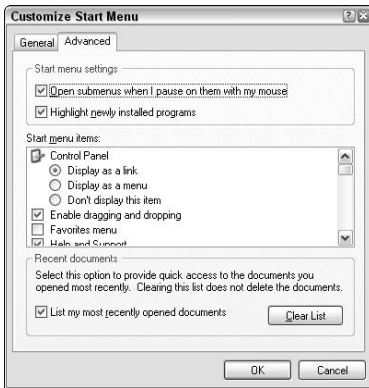 Customize Start Menu
General Advanced
Start menu settings
Open submenus when I pause on them with my mouse
Highlight newly installed programs
Start menu items:
Control Panel
Display as a link
Display as a menu
Don't display this item
Enable dragging and dropping
Favorites menu
Help and Support
Recent documents
Select this option to provide quick access to the documents you
opened most recently. Clearing this list does not delete the documents.
List my most recently opened documents Clear List
OK Cancel